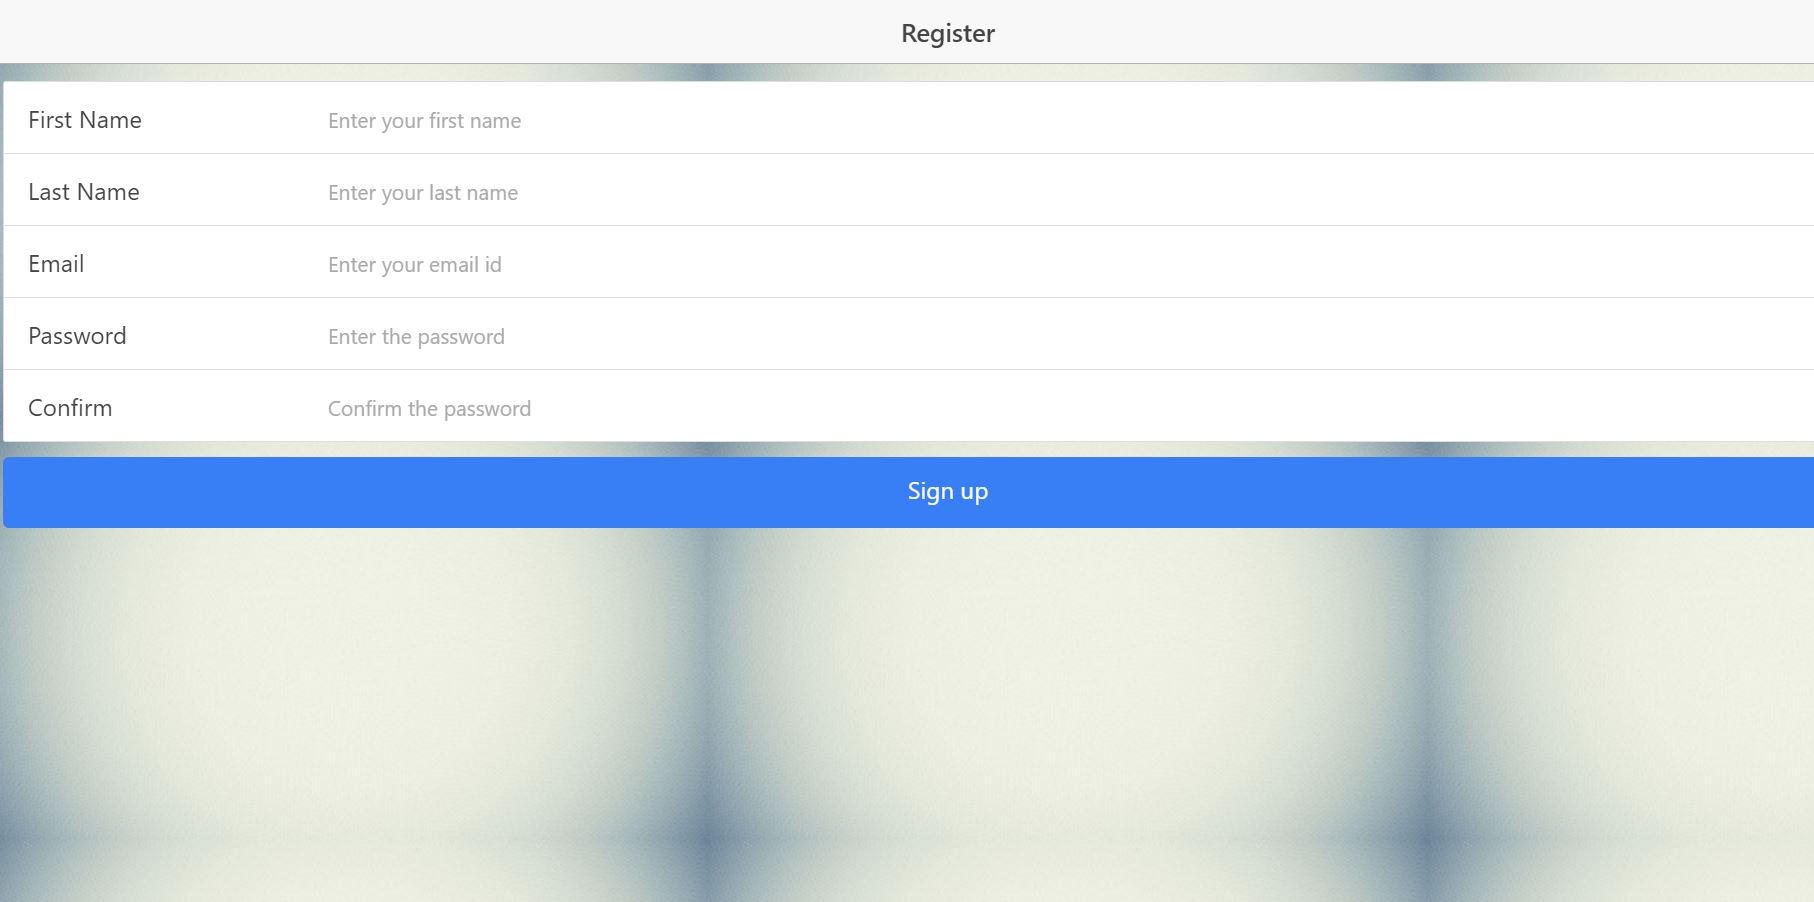 Register
First Name Enter your first name
Last Name Enter your last name
Email Enter your email id
Password Enter the password
Confirm Confirm the password
Sign up